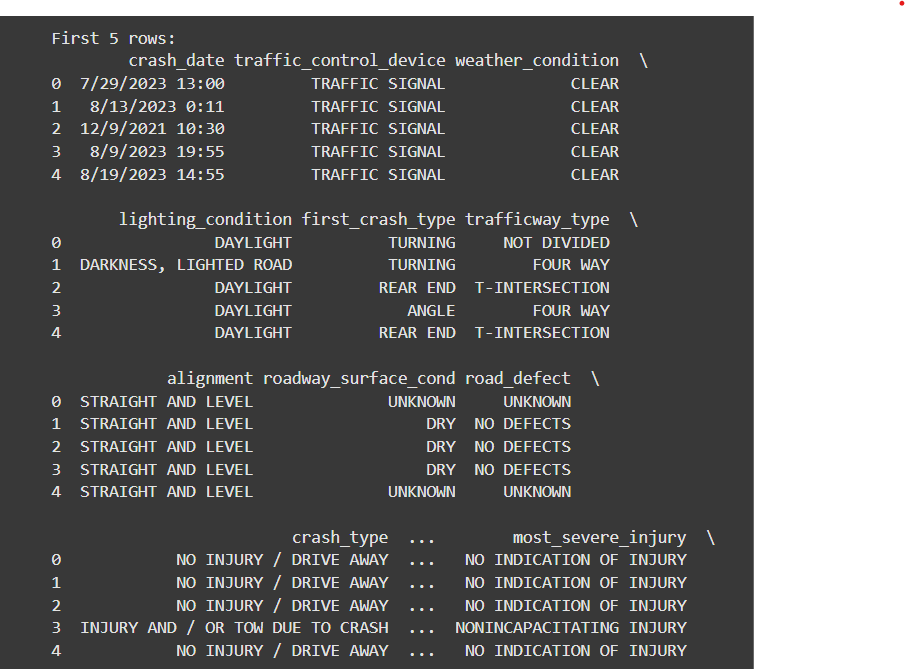 First 5 rows:
crash_date traffic_control_device weather_condition \
0 7/29/2023 13:00 TRAFFIC SIGNAL CLEAR
1 8/13/2023 0:11 TRAFFIC SIGNAL CLEAR
2 12/9/2021 10:30 TRAFFIC SIGNAL CLEAR
3 8/9/2023 19:55 TRAFFIC SIGNAL CLEAR
4 8/19/2023 14:55 TRAFFIC SIGNAL CLEAR
lighting_condition first_crash_type trafficway_type \
0 DAYLIGHT TURNING NOT DIVIDED
1 DARKNESS, LIGHTED ROAD TURNING FOUR WAY
2 DAYLIGHT REAR END T-INTERSECTION
3 DAYLIGHT ANGLE FOUR WAY
4 DAYLIGHT REAR END T-INTERSECTION
alignment roadway_surface_cond road_defect \
0 STRAIGHT AND LEVEL UNKNOWN UNKNOWN
1 STRAIGHT AND LEVEL DRY NO DEFECTS
2 STRAIGHT AND LEVEL DRY NO DEFECTS
3 STRAIGHT AND LEVEL DRY NO DEFECTS
4 STRAIGHT AND LEVEL UNKNOWN UNKNOWN
crash_type ... most_severe_injury \
0 NO INJURY / DRIVE AWAY ... NO INDICATION OF INJURY
1 NO INJURY / DRIVE AWAY ... NO INDICATION OF INJURY
2 NO INJURY / DRIVE AWAY ... NO INDICATION OF INJURY
3 INJURY AND / OR TOW DUE TO CRASH ... NONINCAPACITATING INJURY
4 NO INJURY / DRIVE AWAY ... NO INDICATION OF INJURY